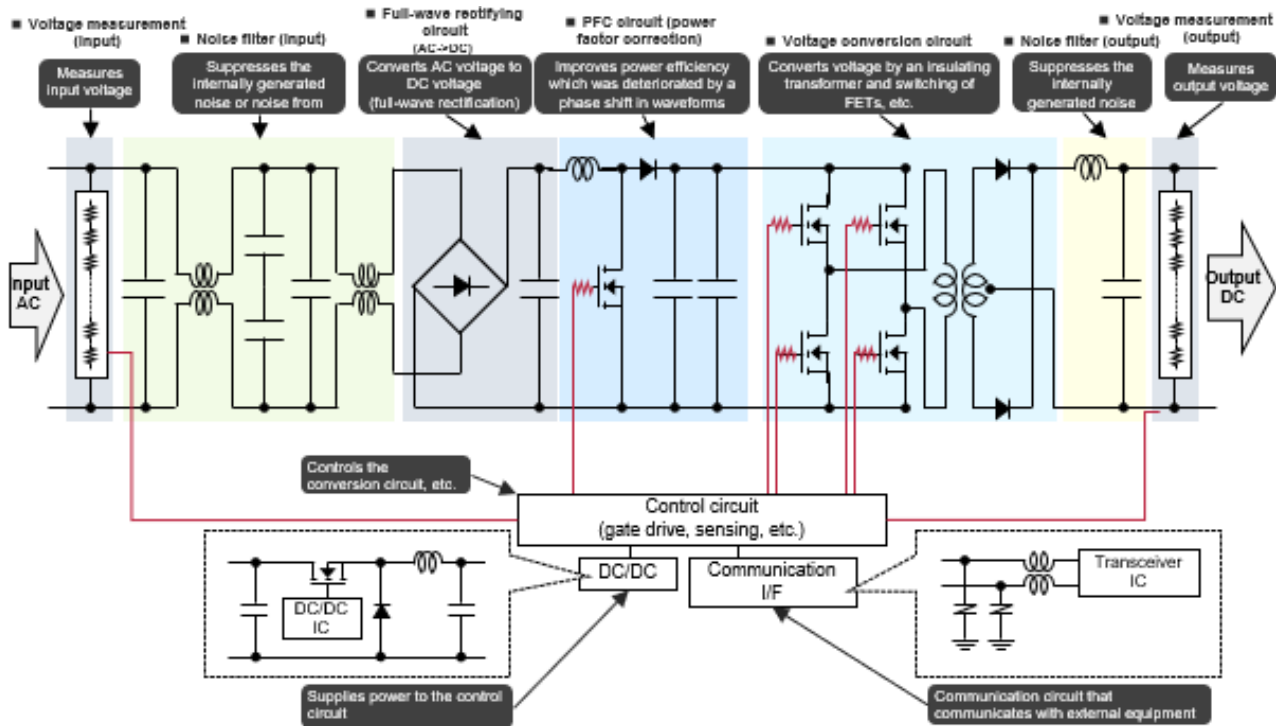 ■ Voltage measurement
(input)
Measures
input voltage
■ Noise filter (input)
Suppresses the
internally generated
noise or noise from
■ Full-wave rectifying
circuit
(AC->DC)
Converts AC voltage to
DC voltage
(full-wave rectification)
■ PFC circuit (power
factor correction)
Improves power efficiency
which was deteriorated by a
phase shift in waveforms
■ Voltage conversion circuit
Converts voltage by an insulating
transformer and switching of
FETs, etc.
■ Noise filter (output)
Suppresses the
internally
generated noise
■ Voltage measurement
(output)
Measures
output voltage
Input
AC
Output
DC
Controls the
conversion circuit, etc.
Control circuit
(gate drive, sensing, etc.)
DC/DC
Communication
I/F
DC/DC
IC
Transceiver
IC
Supplies power to the control
circuit
Communication circuit that
communicates with external equipment